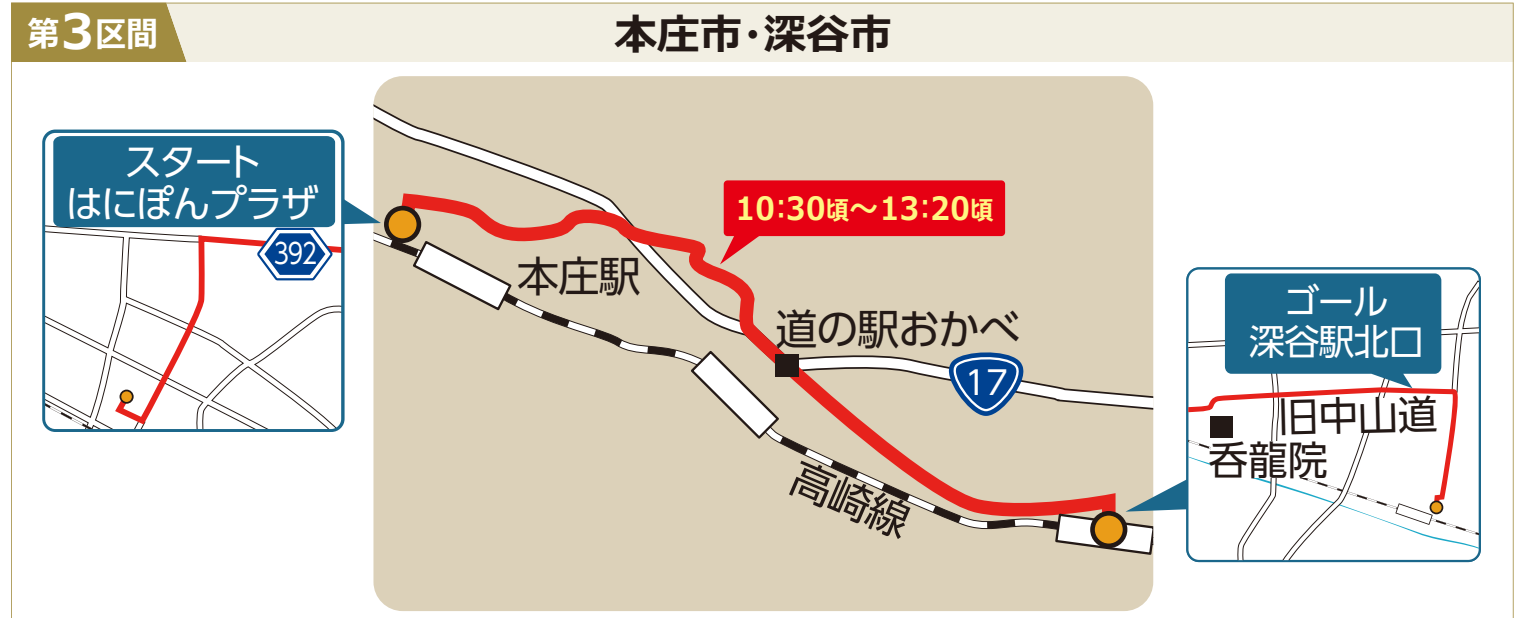 第3区間
本庄市・深谷市
スタート
はにぽんプラザ
392
10:30頃～13:20頃
本庄駅
道の駅おかべ
17
高崎線
ゴール
深谷駅北口
旧中山道
呑龍院